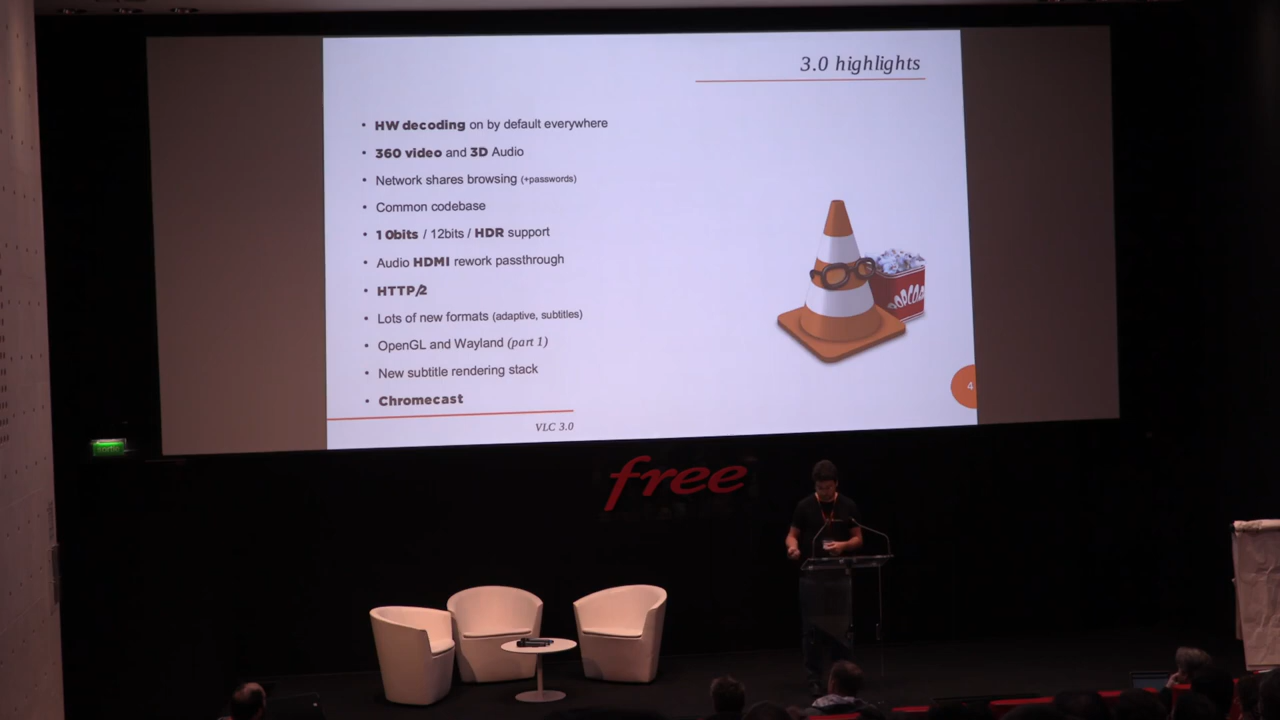 3.0 highlights
• HW decoding on by default everywhere
• 360 video and 3D Audio
• Network shares browsing (+passwords)
• Common codebase
• 10bits / 12bits / HDR support
• Audio HDMI rework passthrough
• HTTP/2
• Lots of new formats (adaptive, subtitles)
• OpenGL and Wayland (part 1)
• New subtitle rendering stack
• Chromecast
POPCORN
4
VLC 3.0
free